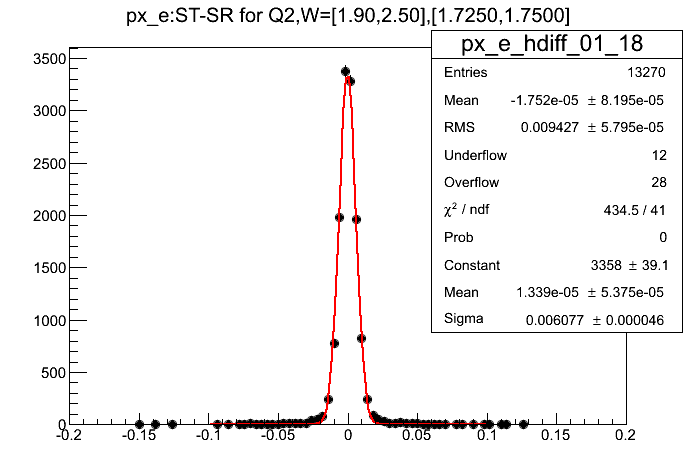 px_e:ST-SR for Q2,W=[1.90,2.50],[1.7250,1.7500]
px_e_hdiff_01_18
Entries 13270
Mean -1.752e-05 ± 8.195e-05
RMS 0.009427 ± 5.795e-05
Underflow 12
Overflow 28
χ² / ndf 434.5 / 41
Prob 0
Constant 3358 ± 39.1
Mean 1.339e-05 ± 5.375e-05
Sigma 0.006077 ± 0.000046
3500
3000
2500
2000
1500
1000
500
0
-0.2 -0.15 -0.1 -0.05 0 0.05 0.1 0.15 0.2